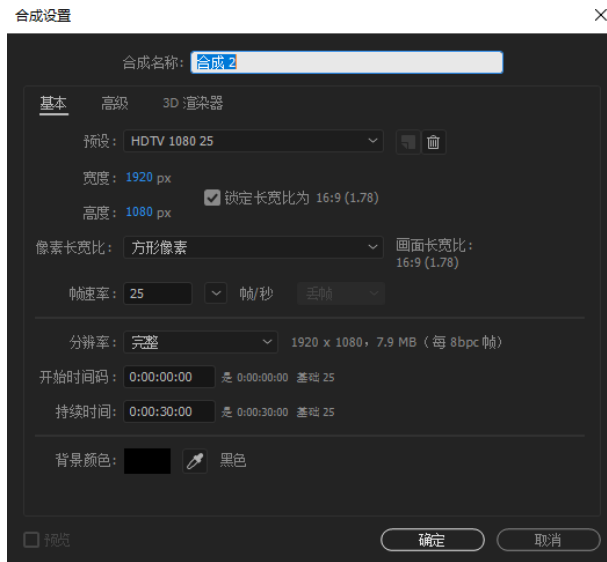 合成设置
合成名称: 合成 2
基本 高级 3D 渲染器
预设: HDTV 1080 25
宽度: 1920 px
锁定长宽比为 16:9 (1.78)
高度: 1080 px
像素长宽比: 方形像素 画面长宽比:
16:9 (1.78)
帧速率: 25 帧/秒 丢帧
分辨率: 完整 1920 x 1080，7.9 MB（每 8bpc 帧）
开始时间码: 0:00:00:00 是 0:00:00:00 基础 25
持续时间: 0:00:30:00 是 0:00:30:00 基础 25
背景颜色: 黑色
预览 确定 取消